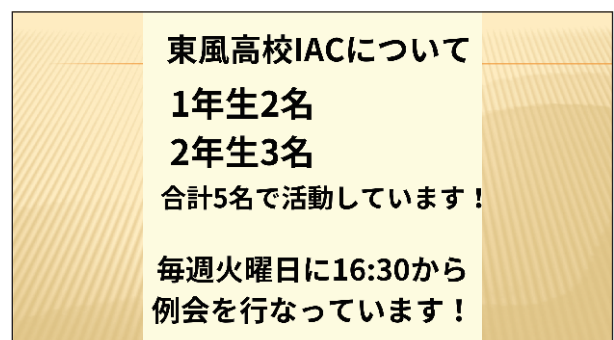 東風高校IACについて
1年生2名
2年生3名
合計5名で活動しています！
毎週火曜日に16:30から
例会を行なっています！